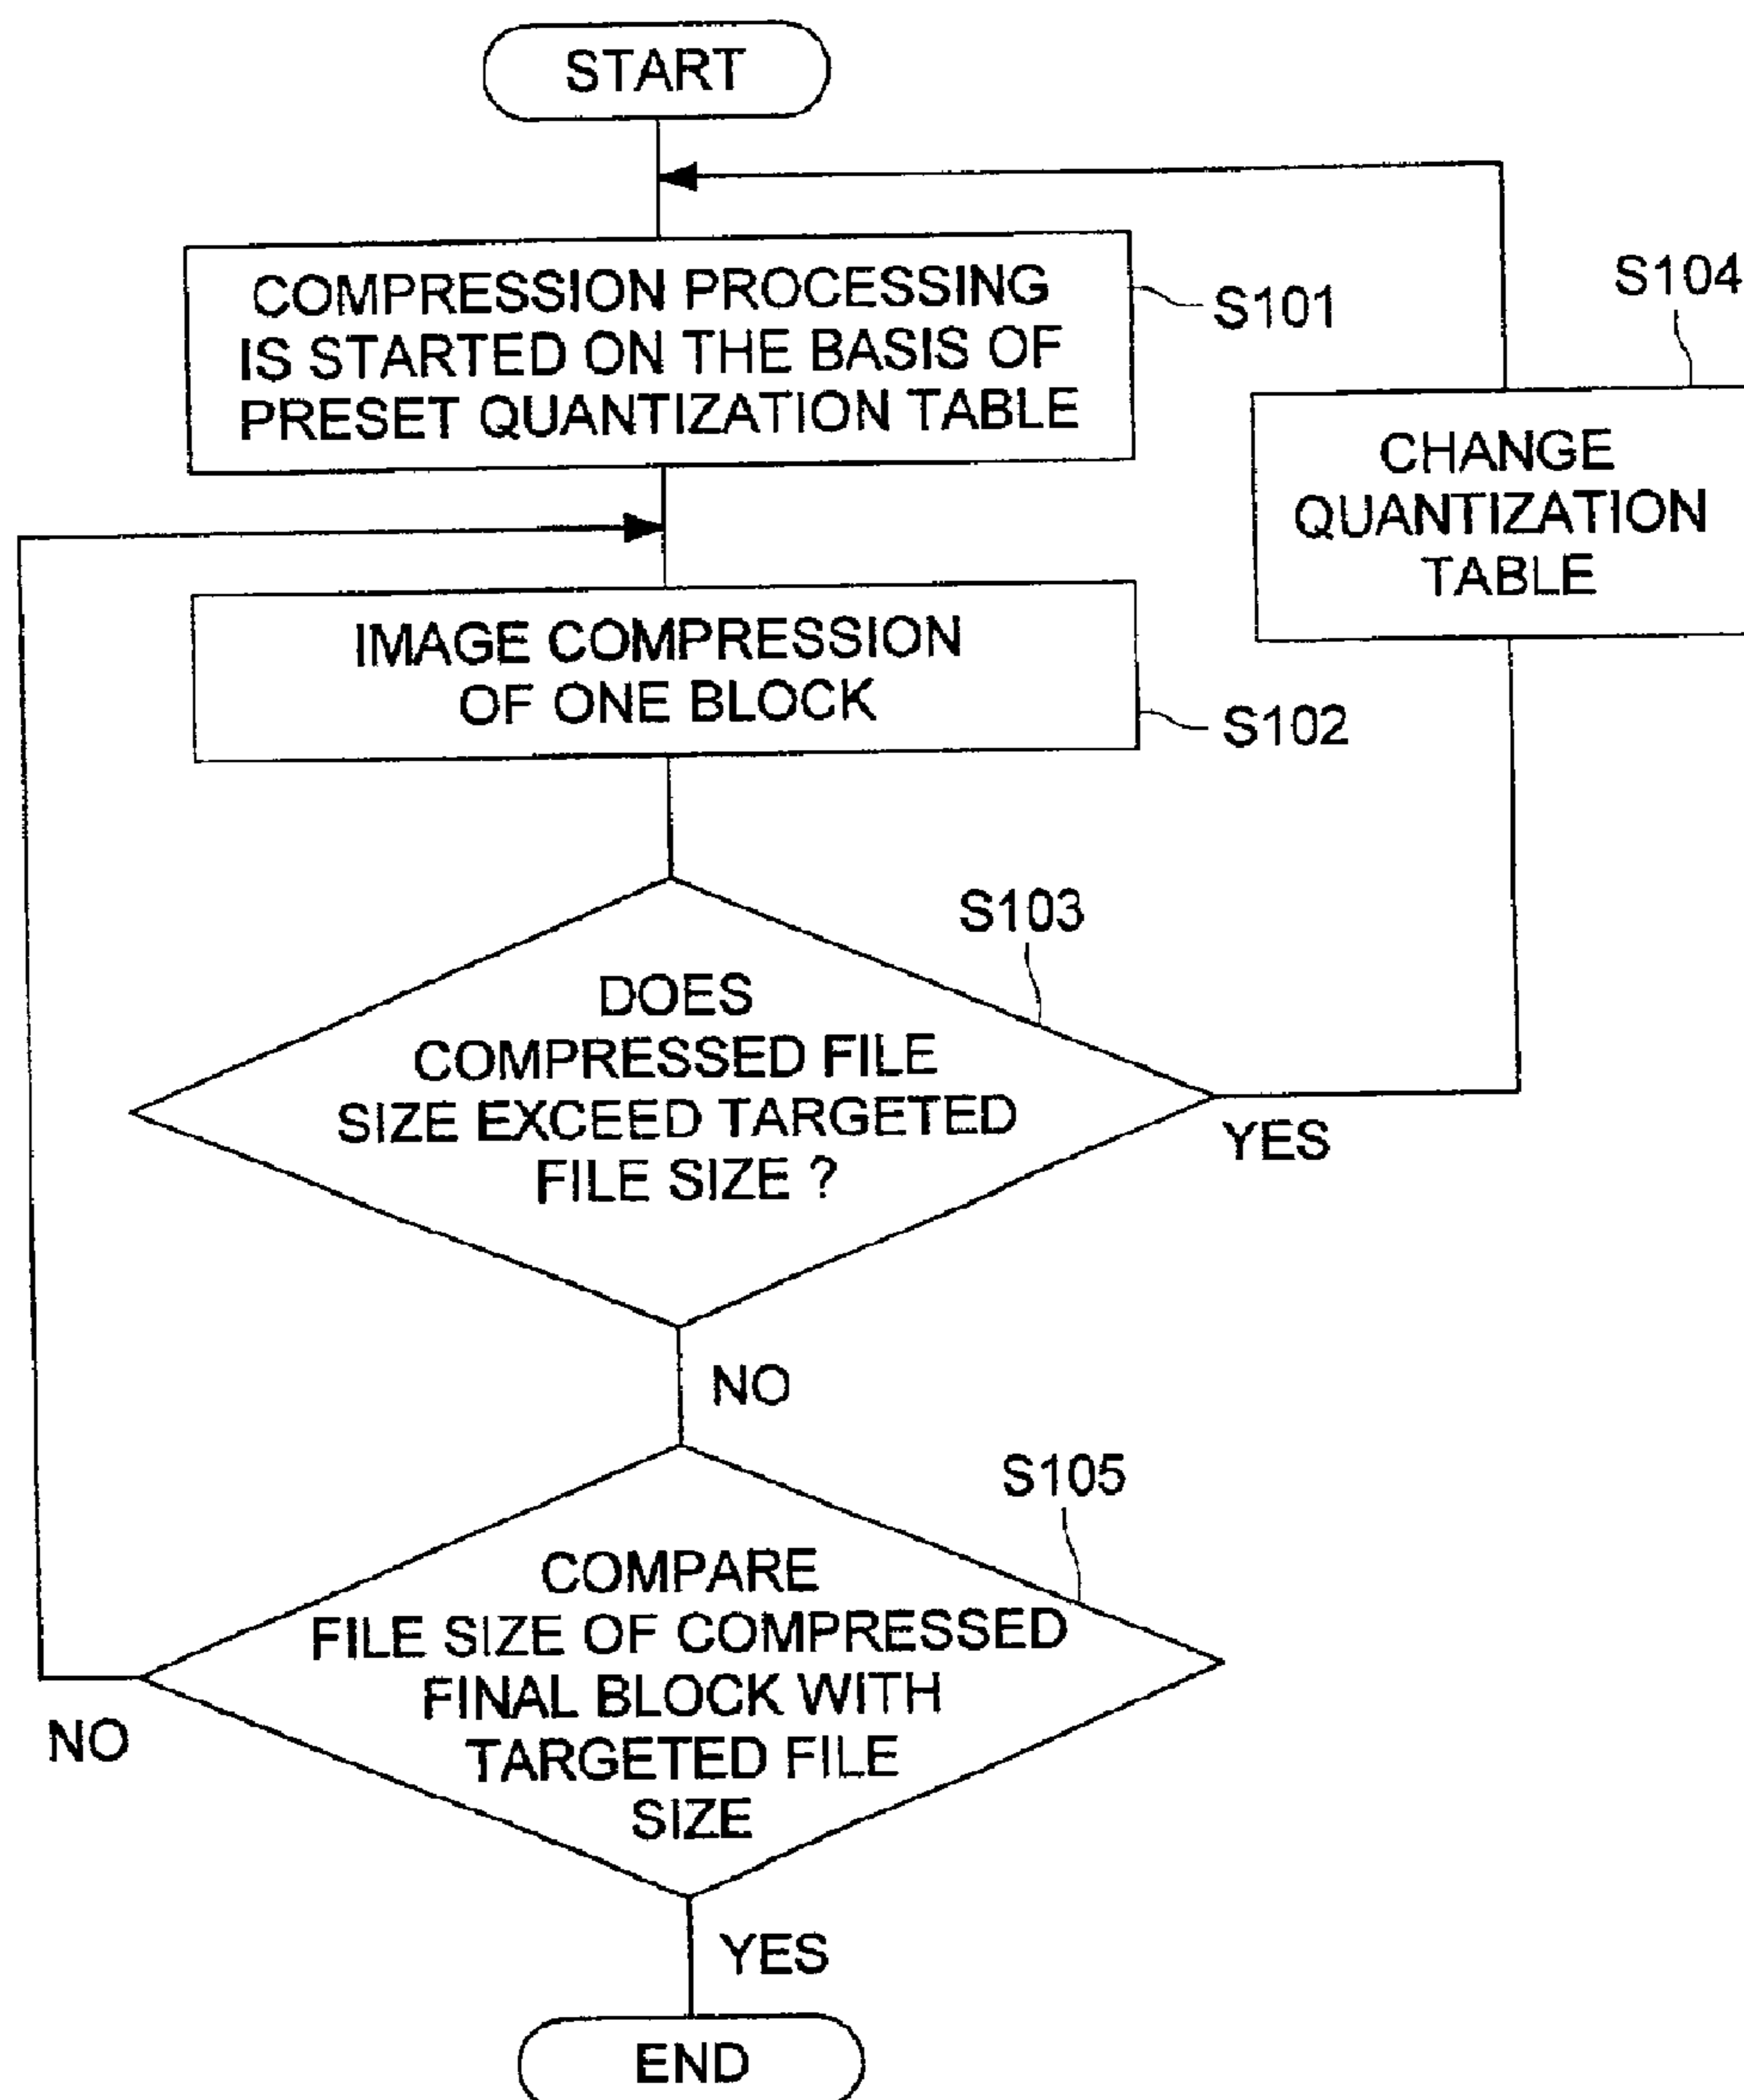 START
COMPRESSION PROCESSING
IS STARTED ON THE BASIS OF
PRESET QUANTIZATION TABLE
S101
S104
CHANGE
QUANTIZATION
TABLE
IMAGE COMPRESSION
OF ONE BLOCK
S102
S103
DOES
COMPRESSED FILE
SIZE EXCEED TARGETED
FILE SIZE ?
YES
NO
S105
COMPARE
FILE SIZE OF COMPRESSED
FINAL BLOCK WITH
TARGETED FILE
SIZE
NO
YES
END